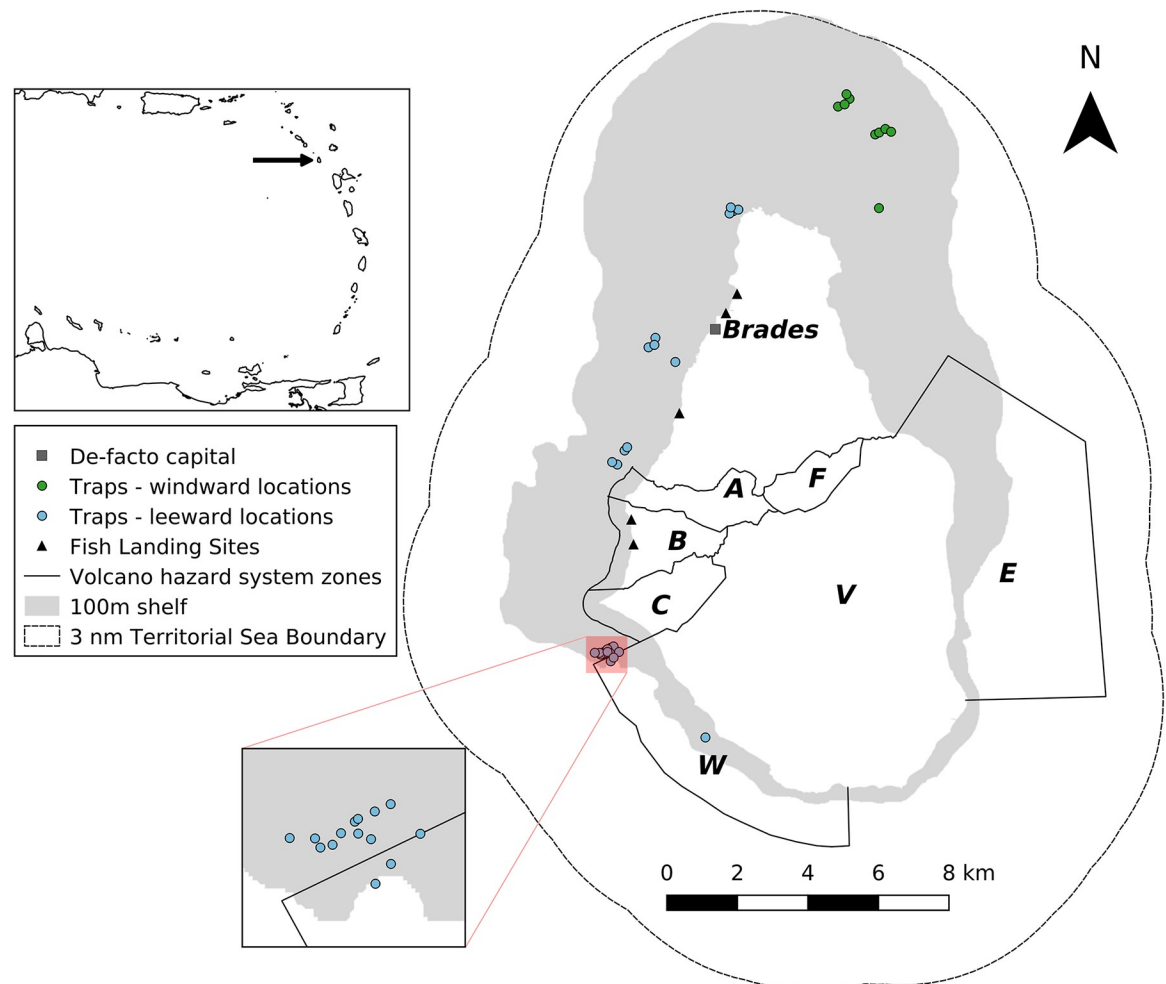 N
Brades
De-facto capital
Traps - windward locations
Traps - leeward locations
Fish Landing Sites
Volcano hazard system zones
100m shelf
3 nm Territorial Sea Boundary
A
F
B
E
C
V
W
0 2 4 6 8 km